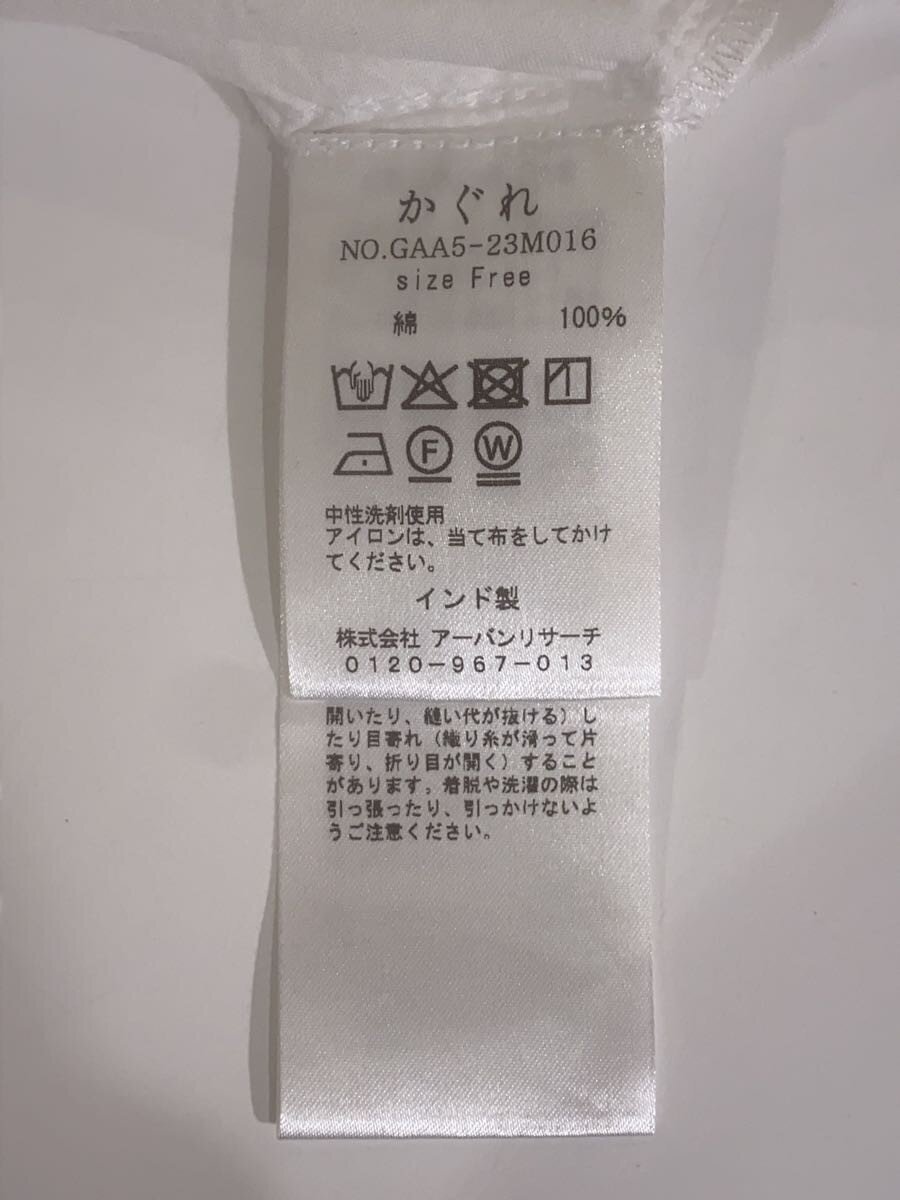 かぐれ
NO.GAA5-23M016
size Free
綿 100%
F W
中性洗剤使用
アイロンは、当て布をしてかけ
てください。
インド製
株式会社 アーバンリサーチ
0120-967-013
開いたり、縫い代が抜ける)し
たり目寄れ(織り糸が滑って片
寄り、折り目が開く)すること
があります。着脱や洗濯の際は
引っ張ったり、引っかけないよ
うご注意ください。